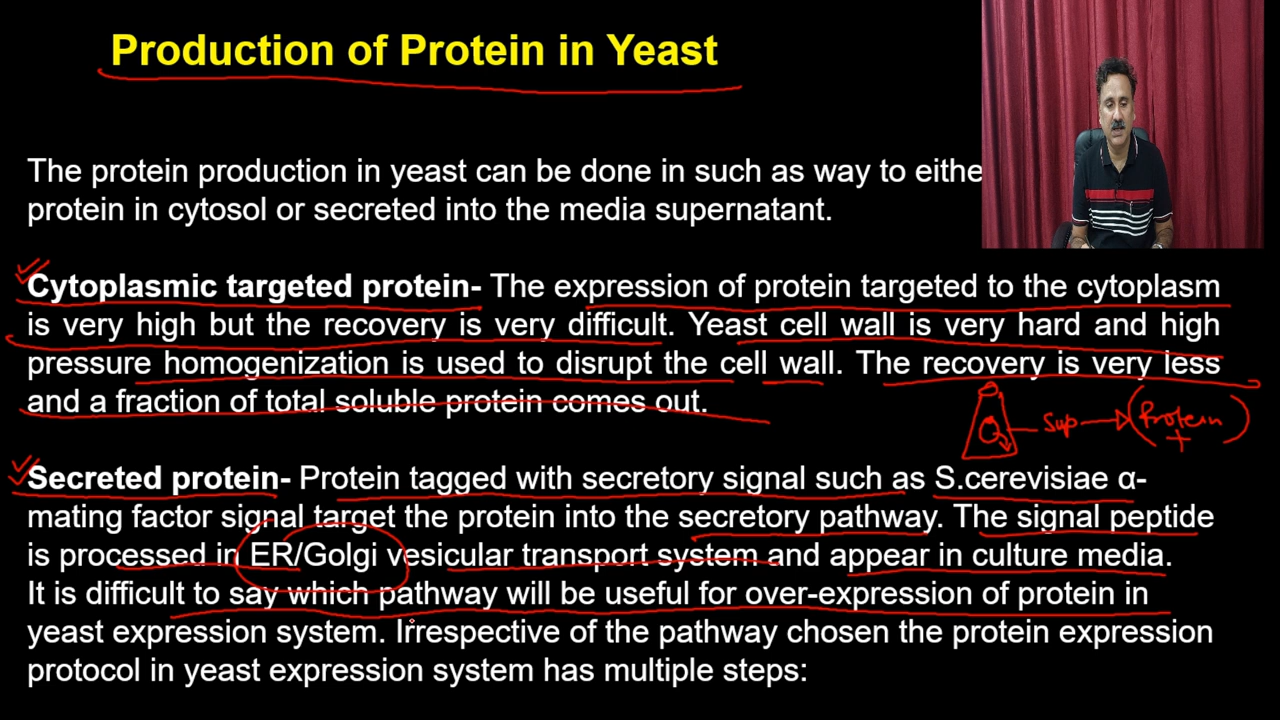 Production of Protein in Yeast
The protein production in yeast can be done in such as way to eithe
protein in cytosol or secreted into the media supernatant.
Cytoplasmic targeted protein- The expression of protein targeted to the cytoplasm
is very high but the recovery is very difficult. Yeast cell wall is very hard and high
pressure homogenization is used to disrupt the cell wall. The recovery is very less
and a fraction of total soluble protein comes out.
Sup (Protein)
+
Secreted protein- Protein tagged with secretory signal such as S.cerevisiae α-
mating factor signal target the protein into the secretory pathway. The signal peptide
is processed in ER/Golgi vesicular transport system and appear in culture media.
It is difficult to say which pathway will be useful for over-expression of protein in
yeast expression system. Irrespective of the pathway chosen the protein expression
protocol in yeast expression system has multiple steps: